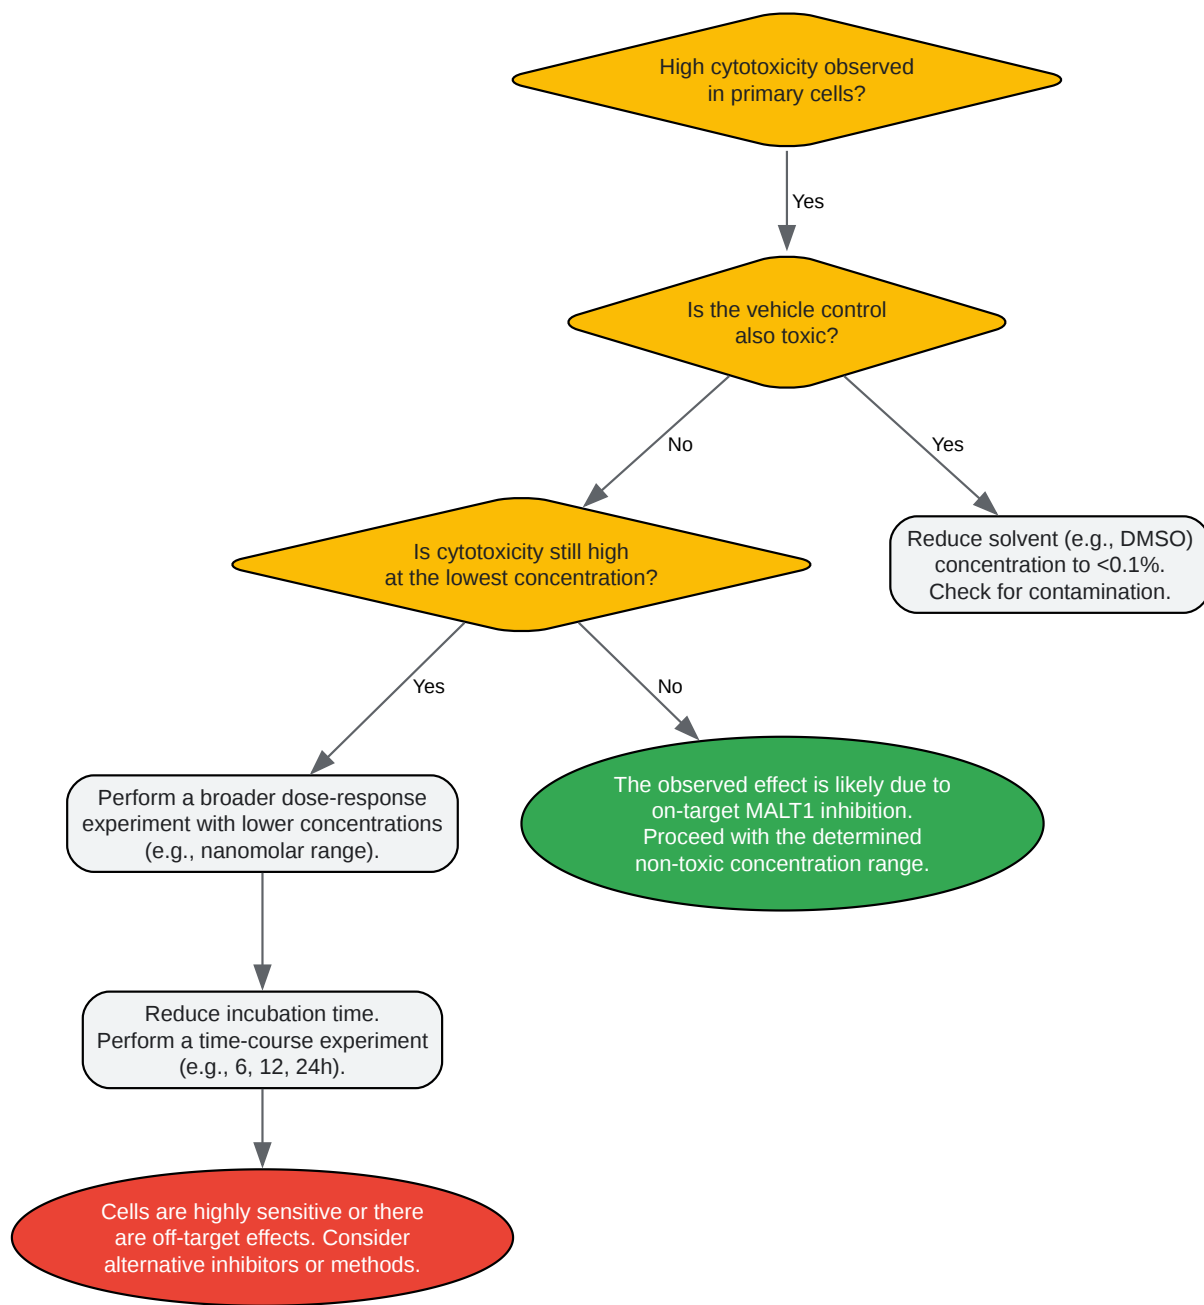 High cytotoxicity observed
in primary cells?
Yes
Is the vehicle control
also toxic?
No
Yes
Is cytotoxicity still high
at the lowest concentration?
Reduce solvent (e.g., DMSO)
concentration to <0.1%.
Check for contamination.
Yes
No
Perform a broader dose-response
experiment with lower concentrations
(e.g., nanomolar range).
The observed effect is likely due to
on-target MALT1 inhibition.
Proceed with the determined
non-toxic concentration range.
Reduce incubation time.
Perform a time-course experiment
(e.g., 6, 12, 24h).
Cells are highly sensitive or there
are off-target effects. Consider
alternative inhibitors or methods.